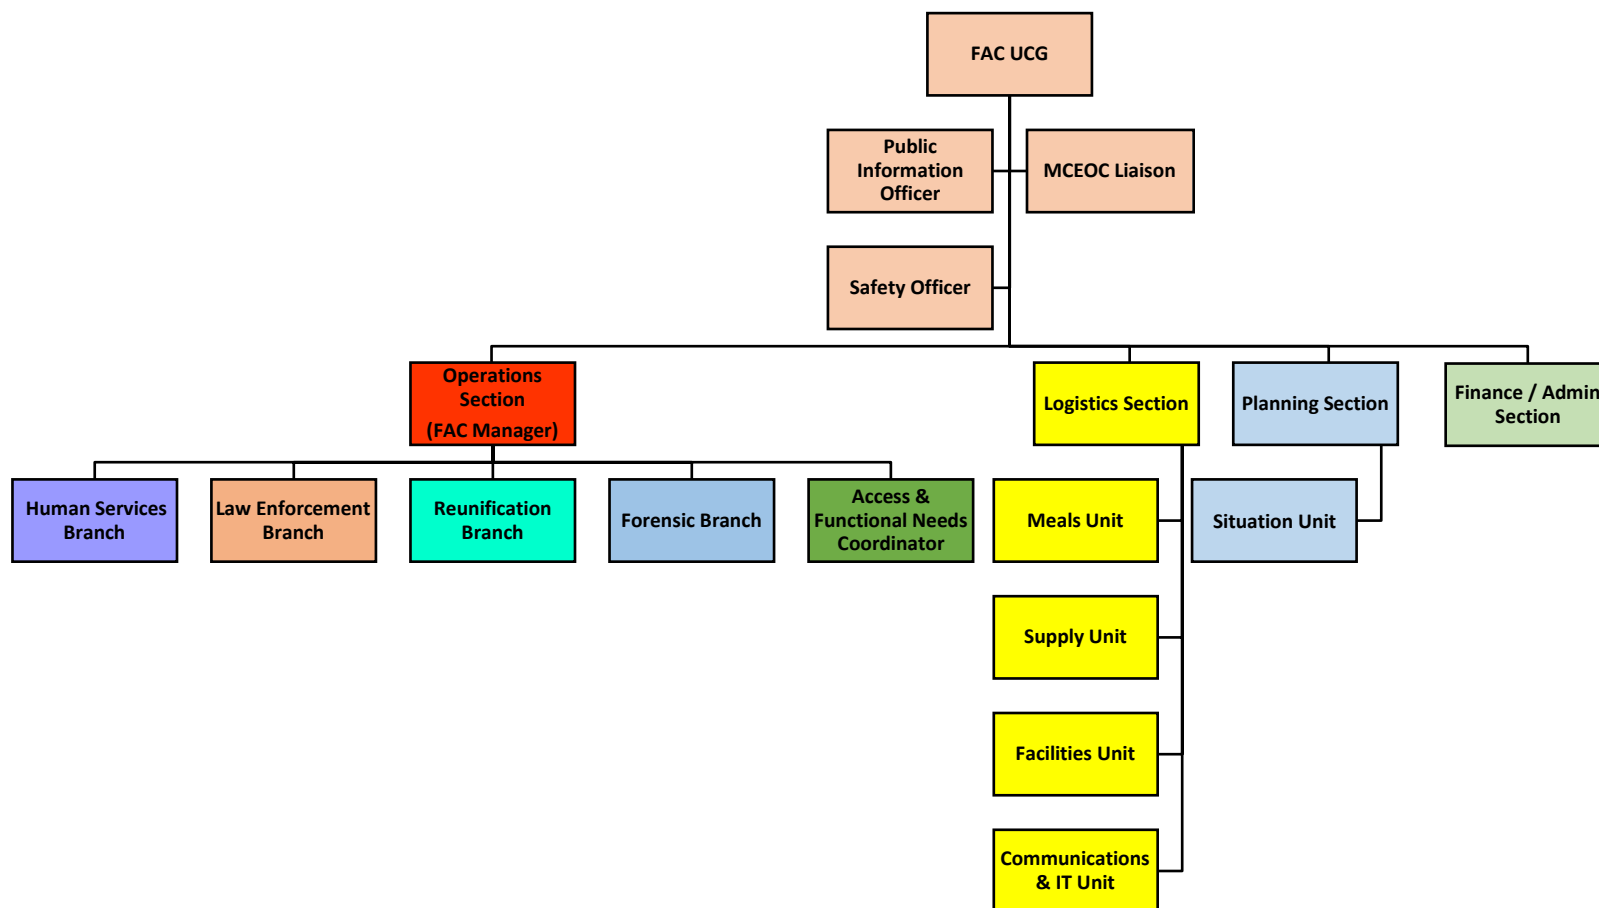 FAC UCG
Public
Information
Officer
MCEOC Liaison
Safety Officer
Operations
Section
(FAC Manager)
Logistics Section
Planning Section
Finance / Admin
Section
Human Services
Branch
Law Enforcement
Branch
Reunification
Branch
Forensic Branch
Access &
Functional Needs
Coordinator
Meals Unit
Situation Unit
Supply Unit
Facilities Unit
Communications
& IT Unit